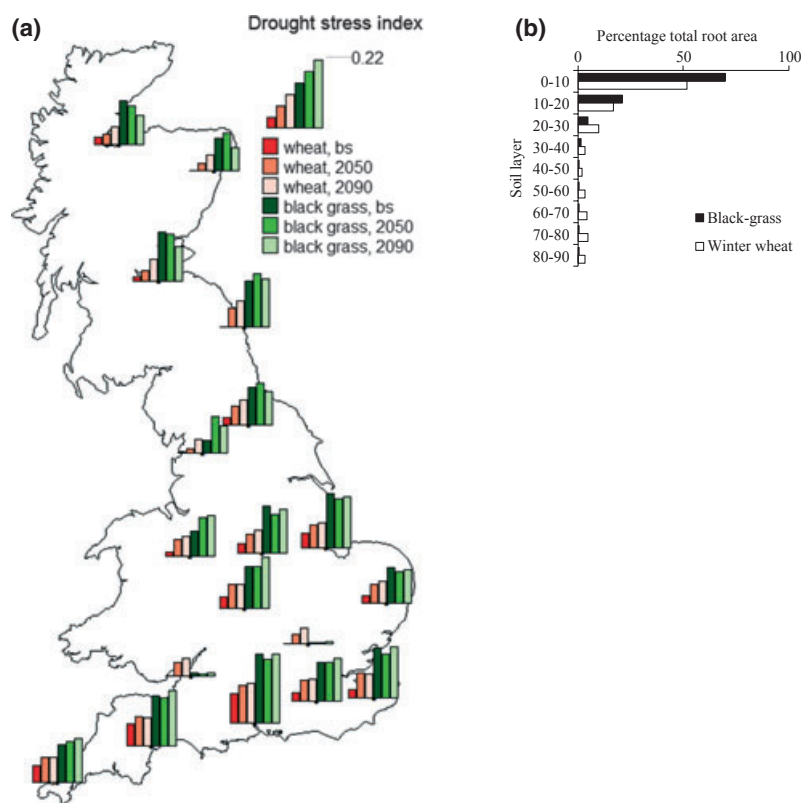 (a)
Drought stress index
0.22
wheat, bs
wheat, 2050
wheat, 2090
black grass, bs
black grass, 2050
black grass, 2090
(b)
Percentage total root area
0 50 100
Soil layer
0-10
10-20
20-30
30-40
40-50
50-60
60-70
70-80
80-90
Black-grass
Winter wheat